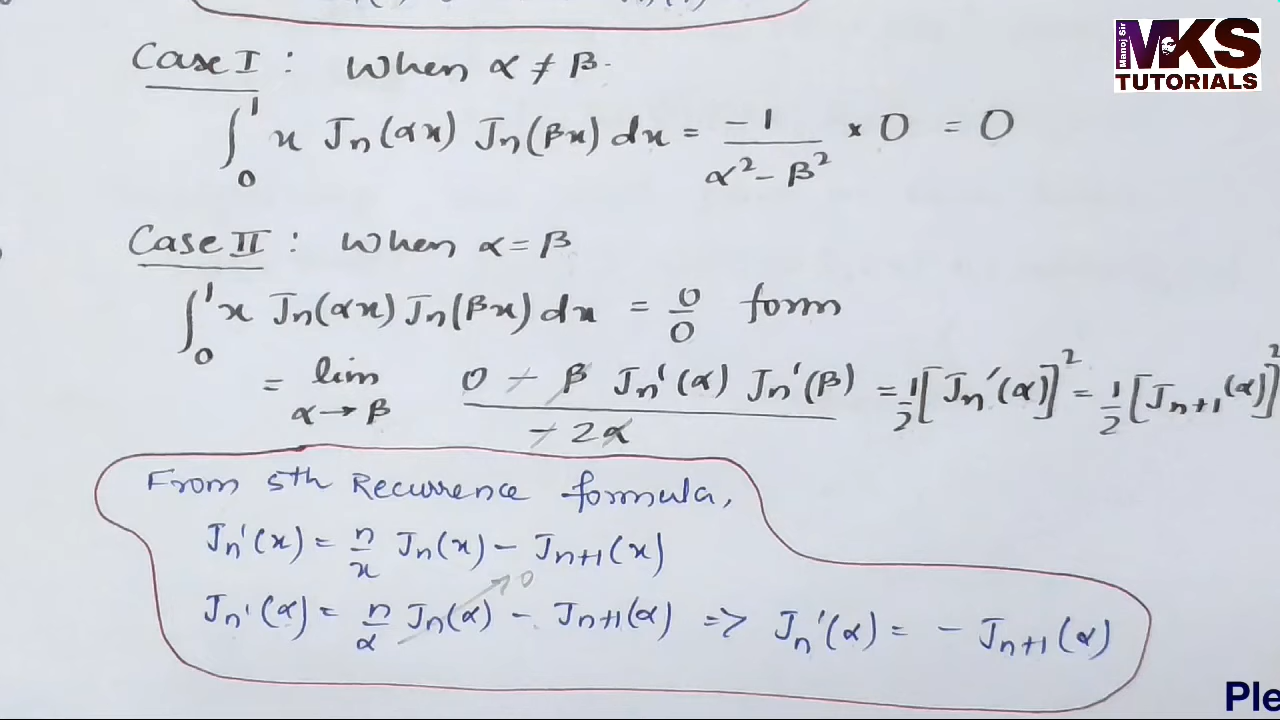 Manoj Sir
MKS
TUTORIALS
Case I : When α ≠ β.
∫₀¹ x Jn(αx) Jn(βx) dx = -1/(α² - β²) × 0 = 0
Case II : When α = β
∫₀¹ x Jn(αx) Jn(βx) dx = 0/0 form
= lim α→β (0 - β Jn'(α) Jn'(β))/(-2α) = 1/2 [Jn'(α)]² = 1/2 [Jn+1(α)]²
From 5th Recurrence formula,
Jn'(x) = n/x Jn(x) - Jn+1(x)
Jn'(α) = n/α Jn(α) →0 - Jn+1(α) => Jn'(α) = - Jn+1(α)
Ple